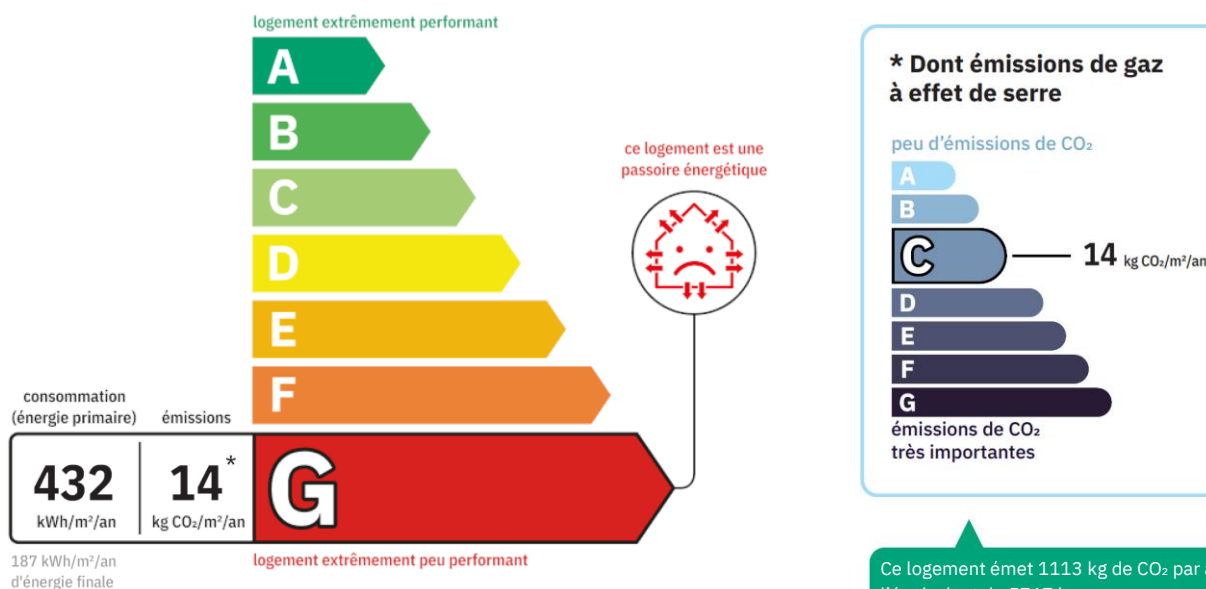 logement extrêmement performant
A
B
C
D
E
F
G
ce logement est une
passoire énergétique
consommation
(énergie primaire)
émissions
432
kWh/m²/an
14*
kg CO₂/m²/an
187 kWh/m²/an
d'énergie finale
logement extrêmement peu performant
* Dont émissions de gaz
à effet de serre
peu d'émissions de CO₂
A
B
C
14 kg CO₂/m²/an
D
E
F
G
émissions de CO₂
très importantes
Ce logement émet 1113 kg de CO₂ par